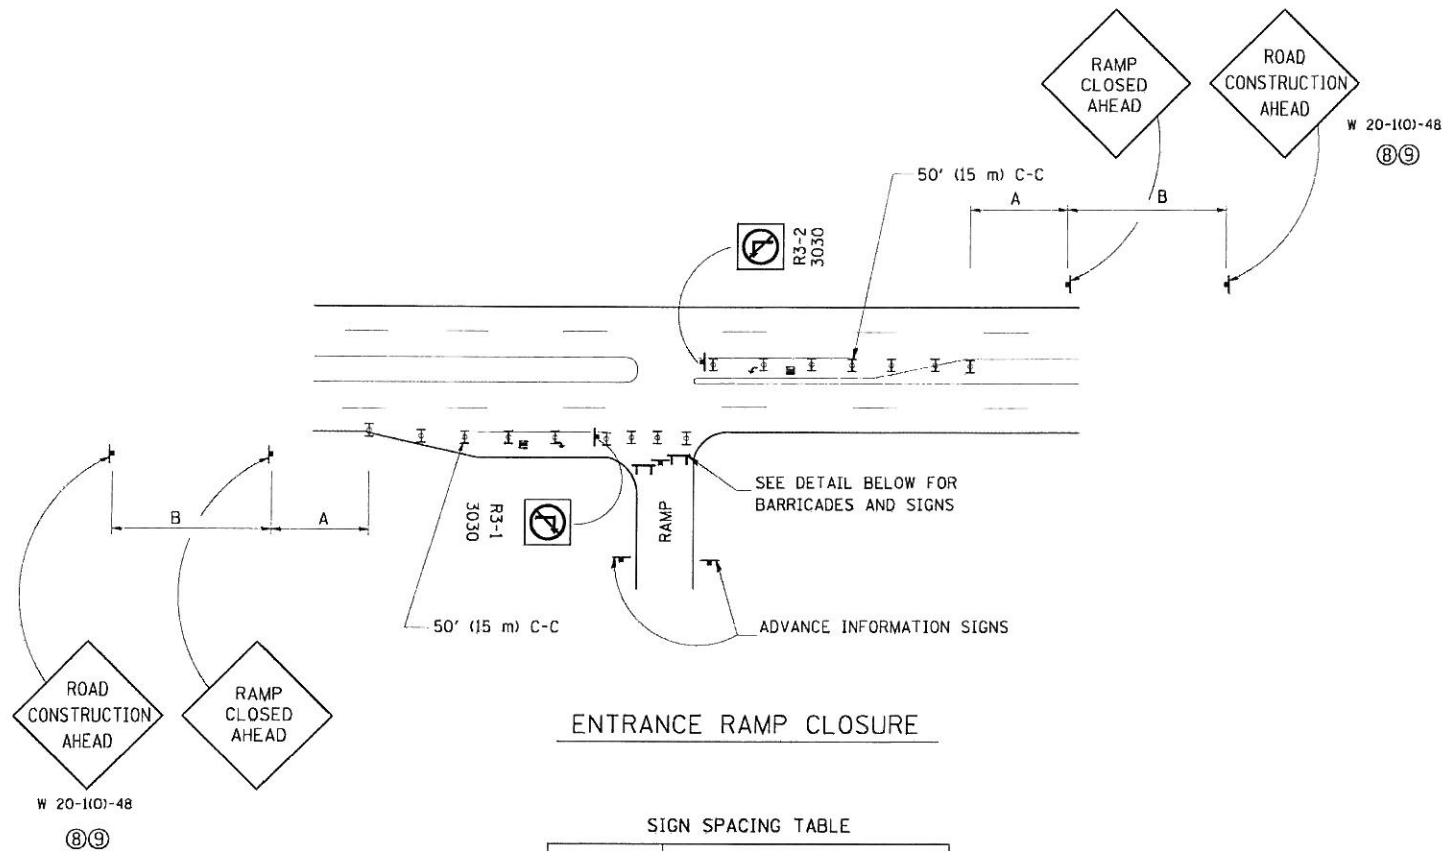 RAMP
CLOSED
AHEAD
ROAD
CONSTRUCTION
AHEAD
W 20-1(O)-48
⑧⑨
50' (15 m) C-C
A
B
R3-2
3030
SEE DETAIL BELOW FOR
BARRICADES AND SIGNS
B
A
R3-1
3030
RAMP
50' (15 m) C-C
ADVANCE INFORMATION SIGNS
ROAD
CONSTRUCTION
AHEAD
RAMP
CLOSED
AHEAD
W 20-1(O)-48
⑧⑨
ENTRANCE RAMP CLOSURE
SIGN SPACING TABLE